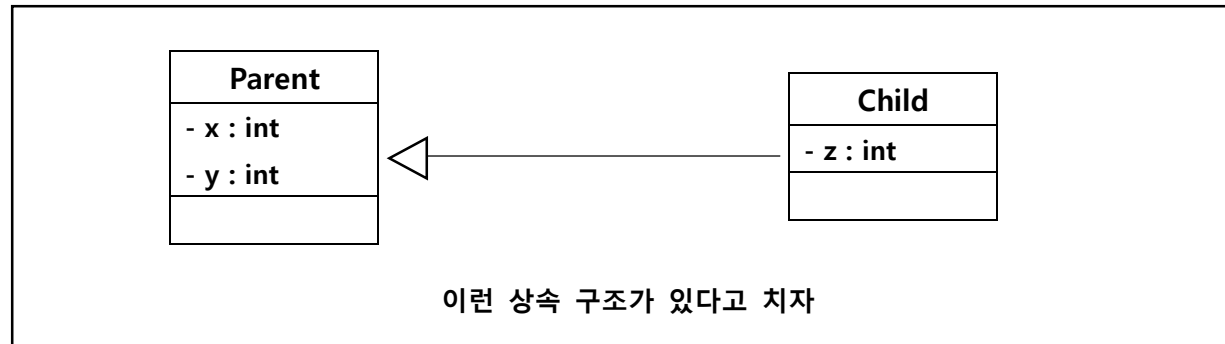 Parent
- x : int
- y : int
Child
- z : int
이런 상속 구조가 있다고 치자